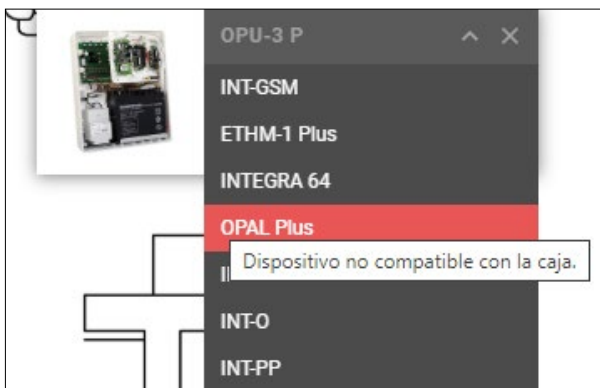 OPU-3 P
INT-GSM
ETHM-1 Plus
INTEGRA 64
OPAL Plus
Dispositivo no compatible con la caja.
INT-O
INT-PP